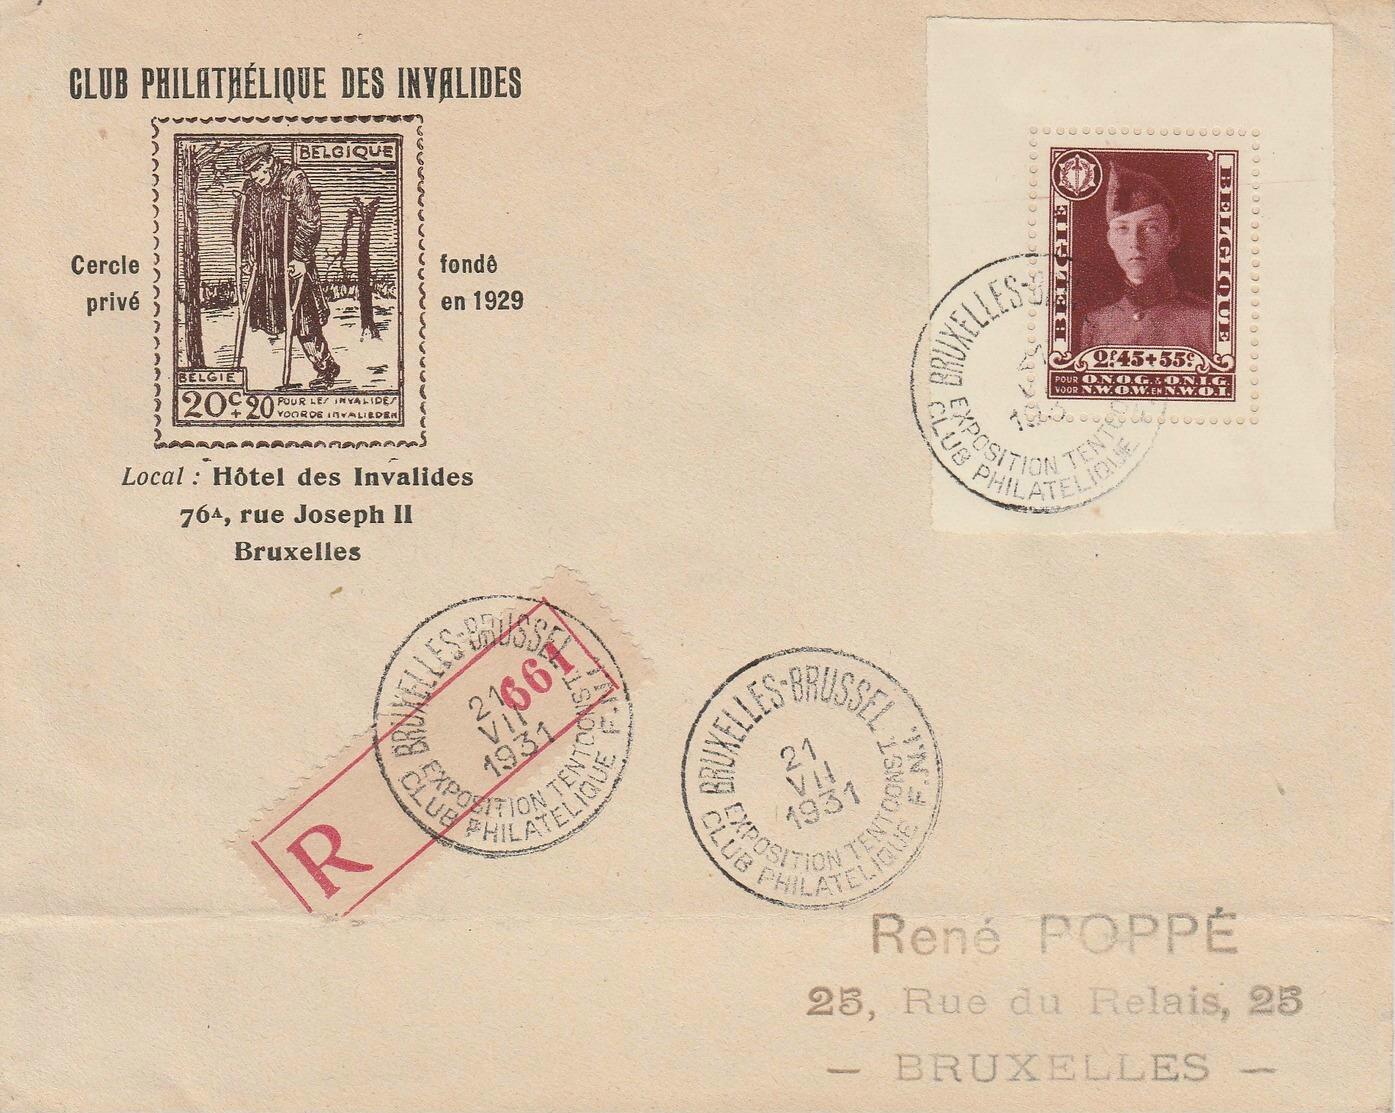 CLUB PHILATHÉLIQUE DES INVALIDES
BELGIQUE
Cercle
privé
fondé
en 1929
BELGIE
20c + 20 POUR LES INVALIDES
VOOR DE INVALIEDEN
Local : Hôtel des Invalides
76A, rue Joseph II
Bruxelles
BELGIË
BELGIQUE
2F.45+55c
POUR O.N.O.G. & O.N.I.G.
VOOR N.W.O.W. EN N.W.O.I.
BRUXELLES-B
193
EXPOSITION TENTOO
CLUB PHILATELIQUE
R
661
BRUXELLES-BRUSSEL
21
VII
1931
EXPOSITION TENTOONST.
CLUB PHILATELIQUE F.N.I.
BRUXELLES-BRUSSEL
21
VII
1931
EXPOSITION TENTOONST.
CLUB PHILATELIQUE F.N.I.
René POPPÉ
25, Rue du Relais, 25
— BRUXELLES —